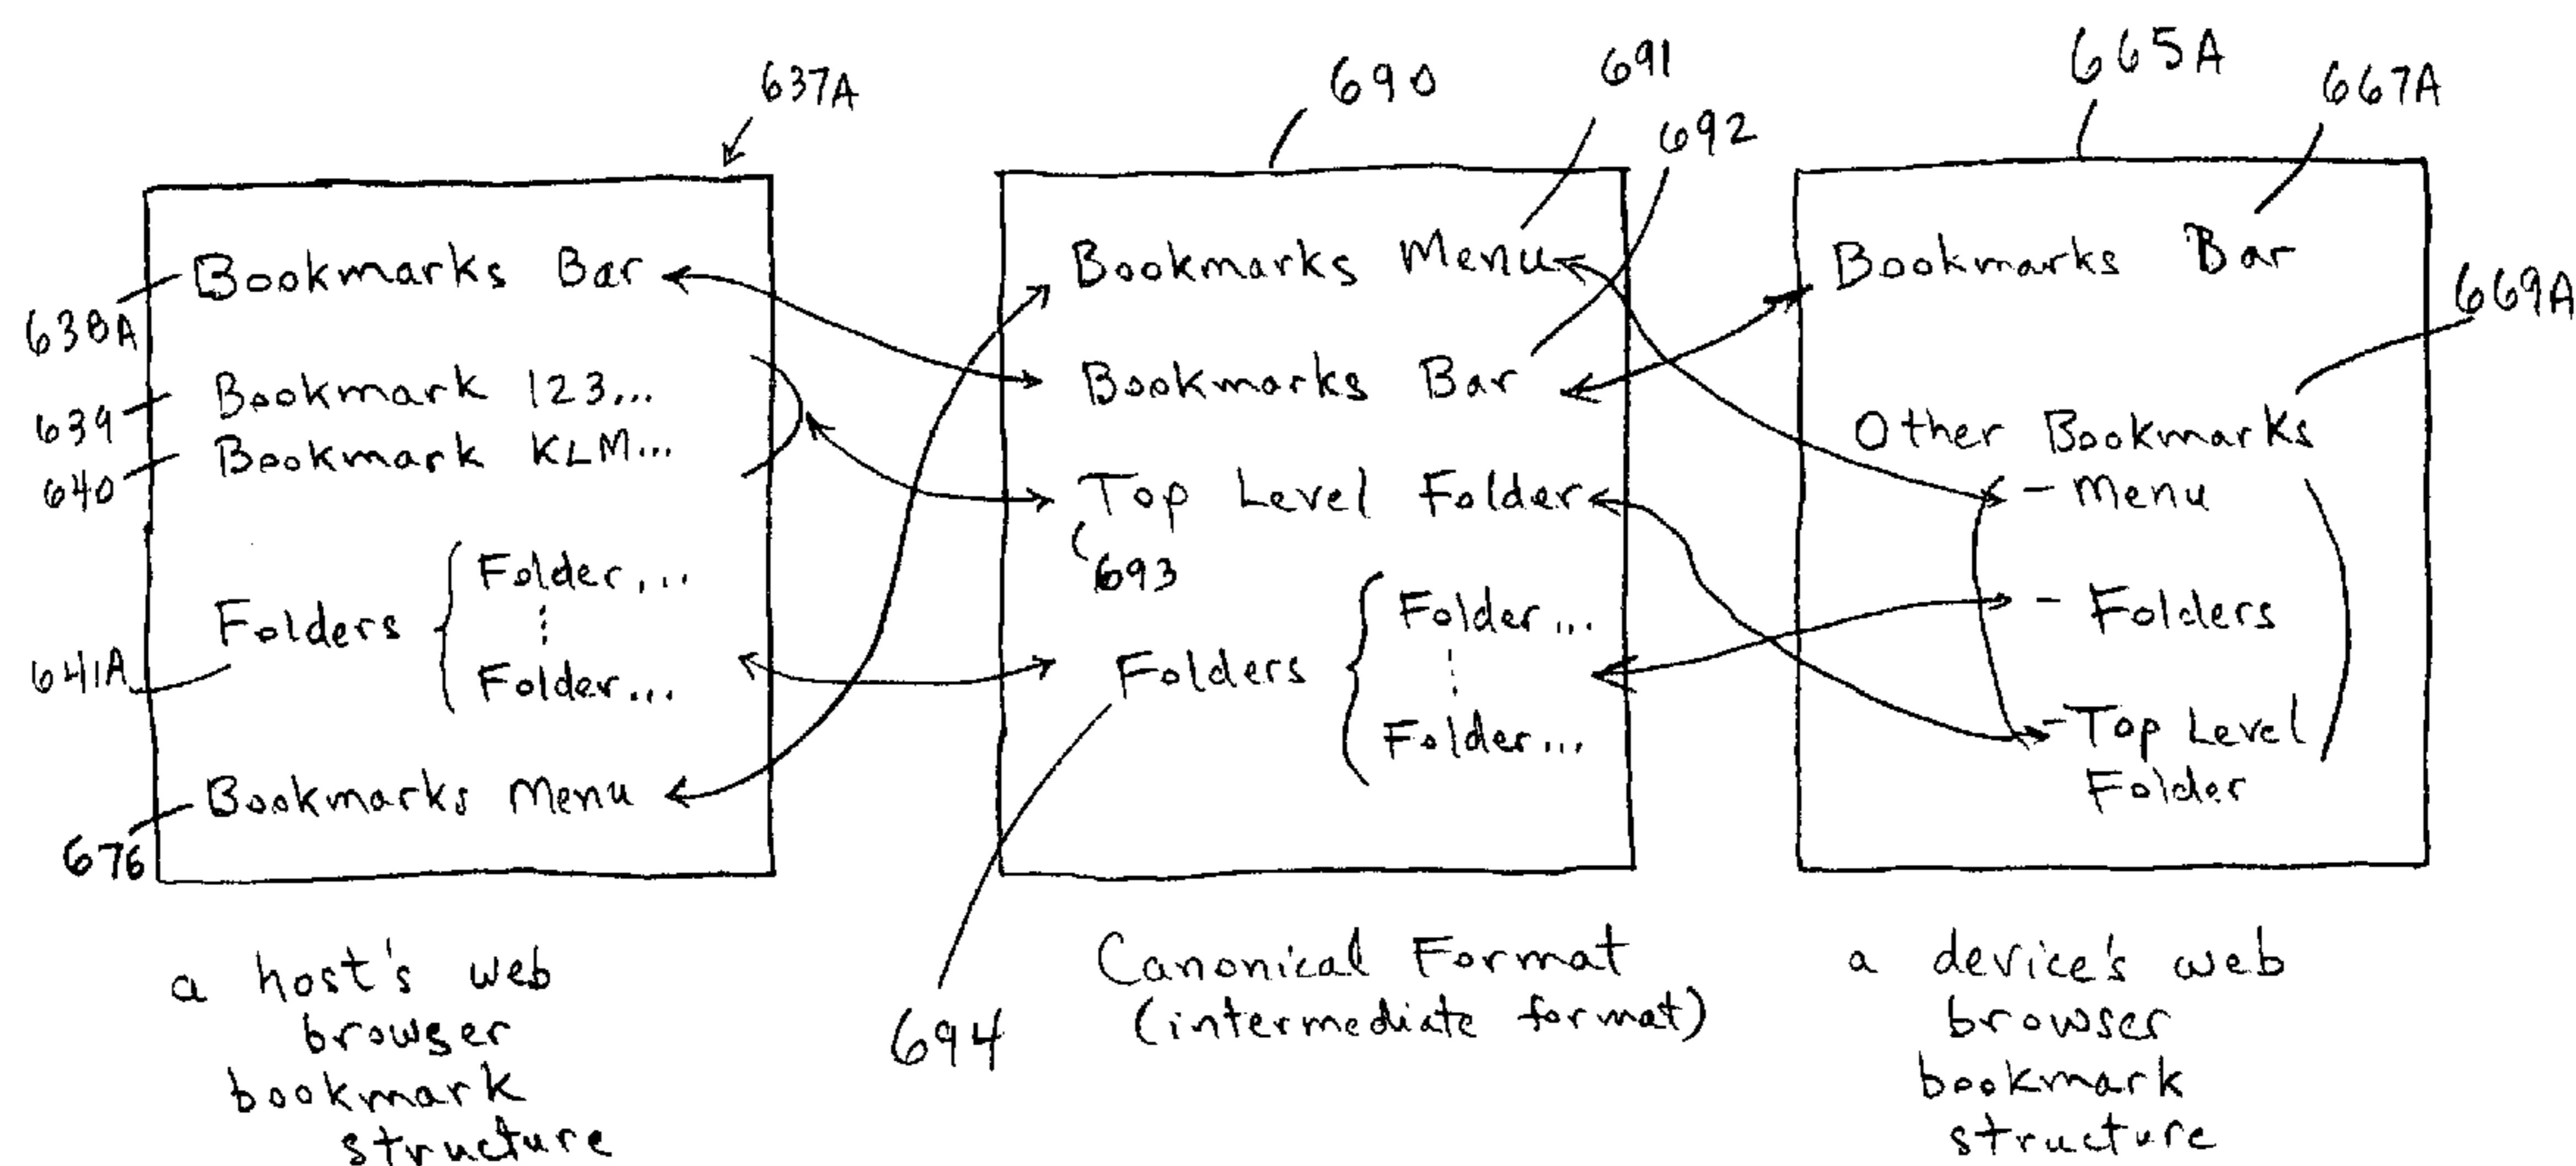 637A
690
691
692
665A
667A
Bookmarks Bar
638A
Bookmark 123...
639
Bookmark KLM...
640
Folders { Folder...
Folder...
641A
Bookmarks Menu
676
Bookmarks Menu
Bookmarks Bar
Top Level Folder
693
Folders { Folder...
Folder...
694
Bookmarks Bar
669A
Other Bookmarks
- Menu
- Folders
- Top Level
Folder
a host's web
browser
bookmark
structure
Canonical Format
(intermediate format)
a device's web
browser
bookmark
structure